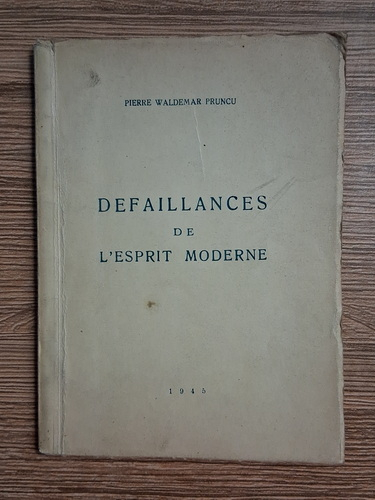 PIERRE WALDEMAR PRUNCU
DEFAILLANCES
DE
L'ESPRIT MODERNE
1945